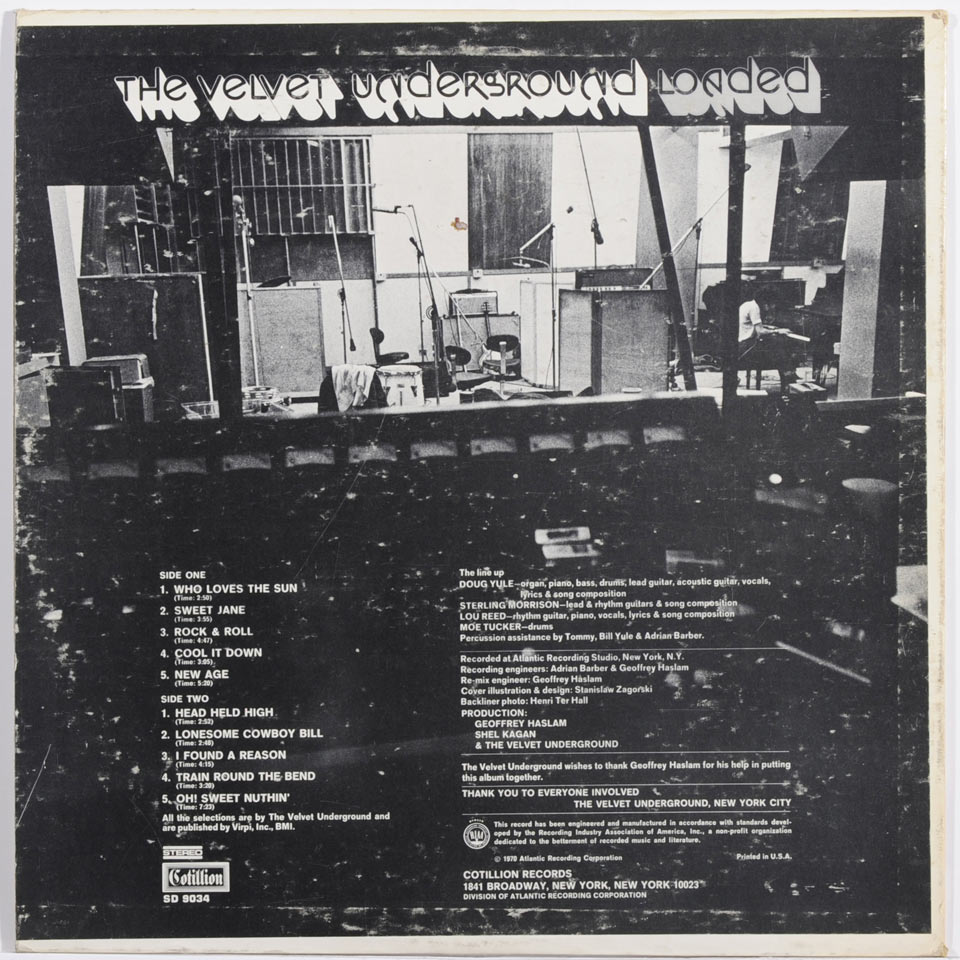 THE VELVET UNDERGROUND LOADED
SIDE ONE
1. WHO LOVES THE SUN
(Time: 2:50)
2. SWEET JANE
(Time: 3:55)
3. ROCK & ROLL
(Time: 4:47)
4. COOL IT DOWN
(Time: 3:05)
5. NEW AGE
(Time: 5:20)
SIDE TWO
1. HEAD HELD HIGH
(Time: 2:52)
2. LONESOME COWBOY BILL
(Time: 2:48)
3. I FOUND A REASON
(Time: 4:15)
4. TRAIN ROUND THE BEND
(Time: 3:20)
5. OH! SWEET NUTHIN'
(Time: 7:23)
All the selections are by The Velvet Underground and
are published by Virpi, Inc., BMI.
STEREO
Cotillion
SD 9034
The line up
DOUG YULE—organ, piano, bass, drums, lead guitar, acoustic guitar, vocals,
lyrics & song composition
STERLING MORRISON—lead & rhythm guitars & song composition
LOU REED—rhythm guitar, piano, vocals, lyrics & song composition
MOE TUCKER—drums
Percussion assistance by Tommy, Bill Yule & Adrian Barber.
Recorded at Atlantic Recording Studio, New York, N.Y.
Recording engineers: Adrian Barber & Geoffrey Haslam
Re-mix engineer: Geoffrey Haslam
Cover illustration & design: Stanislaw Zagorski
Backliner photo: Henri Ter Hall
PRODUCTION:
GEOFFREY HASLAM
SHEL KAGAN
& THE VELVET UNDERGROUND
The Velvet Underground wishes to thank Geoffrey Haslam for his help in putting
this album together.
THANK YOU TO EVERYONE INVOLVED
THE VELVET UNDERGROUND, NEW YORK CITY
This record has been engineered and manufactured in accordance with standards devel-
oped by the Recording Industry Association of America, Inc., a non-profit organization
dedicated to the betterment of recorded music and literature.
© 1970 Atlantic Recording Corporation Printed in U.S.A.
COTILLION RECORDS
1841 BROADWAY, NEW YORK, NEW YORK 10023
DIVISION OF ATLANTIC RECORDING CORPORATION